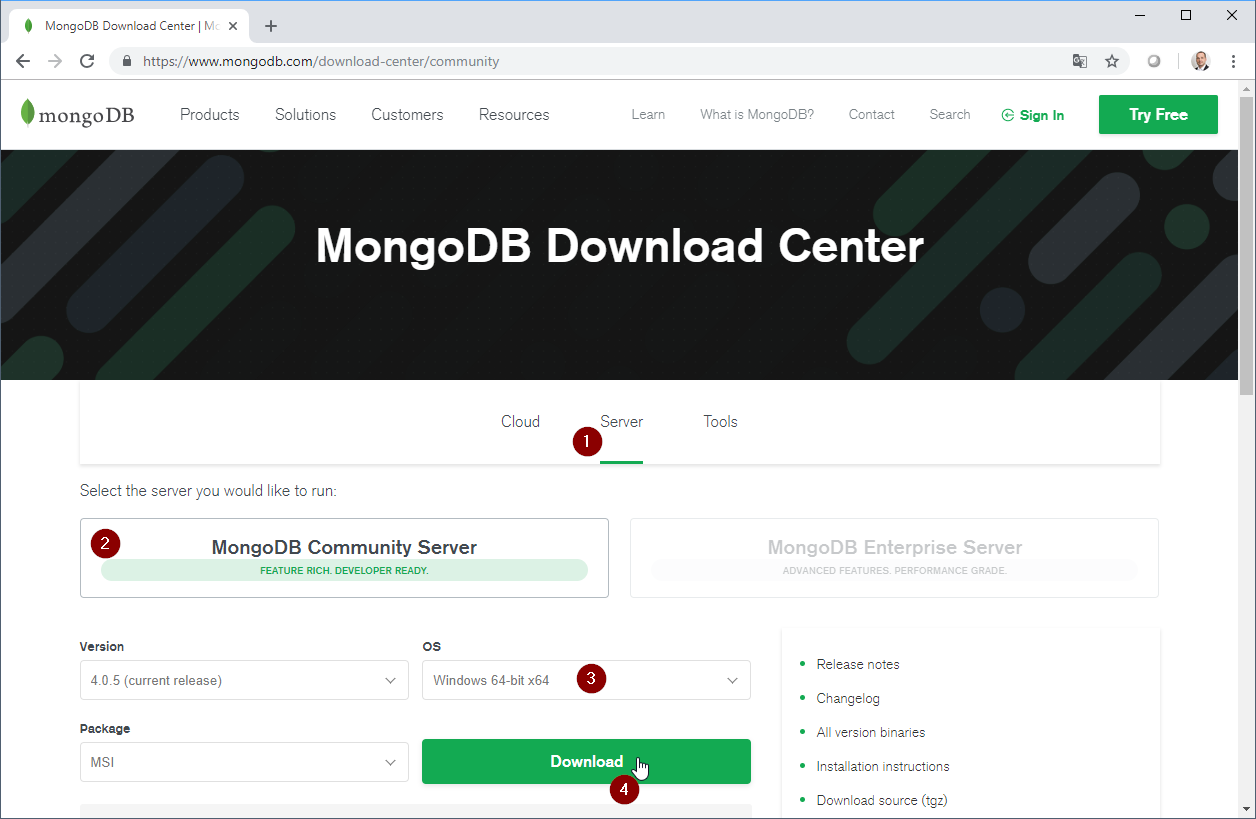 MongoDB Download Center | Mo
https://www.mongodb.com/download-center/community
mongoDB Products Solutions Customers Resources Learn What is MongoDB? Contact Search Sign In Try Free
MongoDB Download Center
Cloud Server Tools
1
Select the server you would like to run:
2 MongoDB Community Server MongoDB Enterprise Server
FEATURE RICH. DEVELOPER READY. ADVANCED FEATURES. PERFORMANCE GRADE.
Version OS
4.0.5 (current release) Windows 64-bit x64 3
Package
MSI Download
4
Release notes
Changelog
All version binaries
Installation instructions
Download source (tgz)